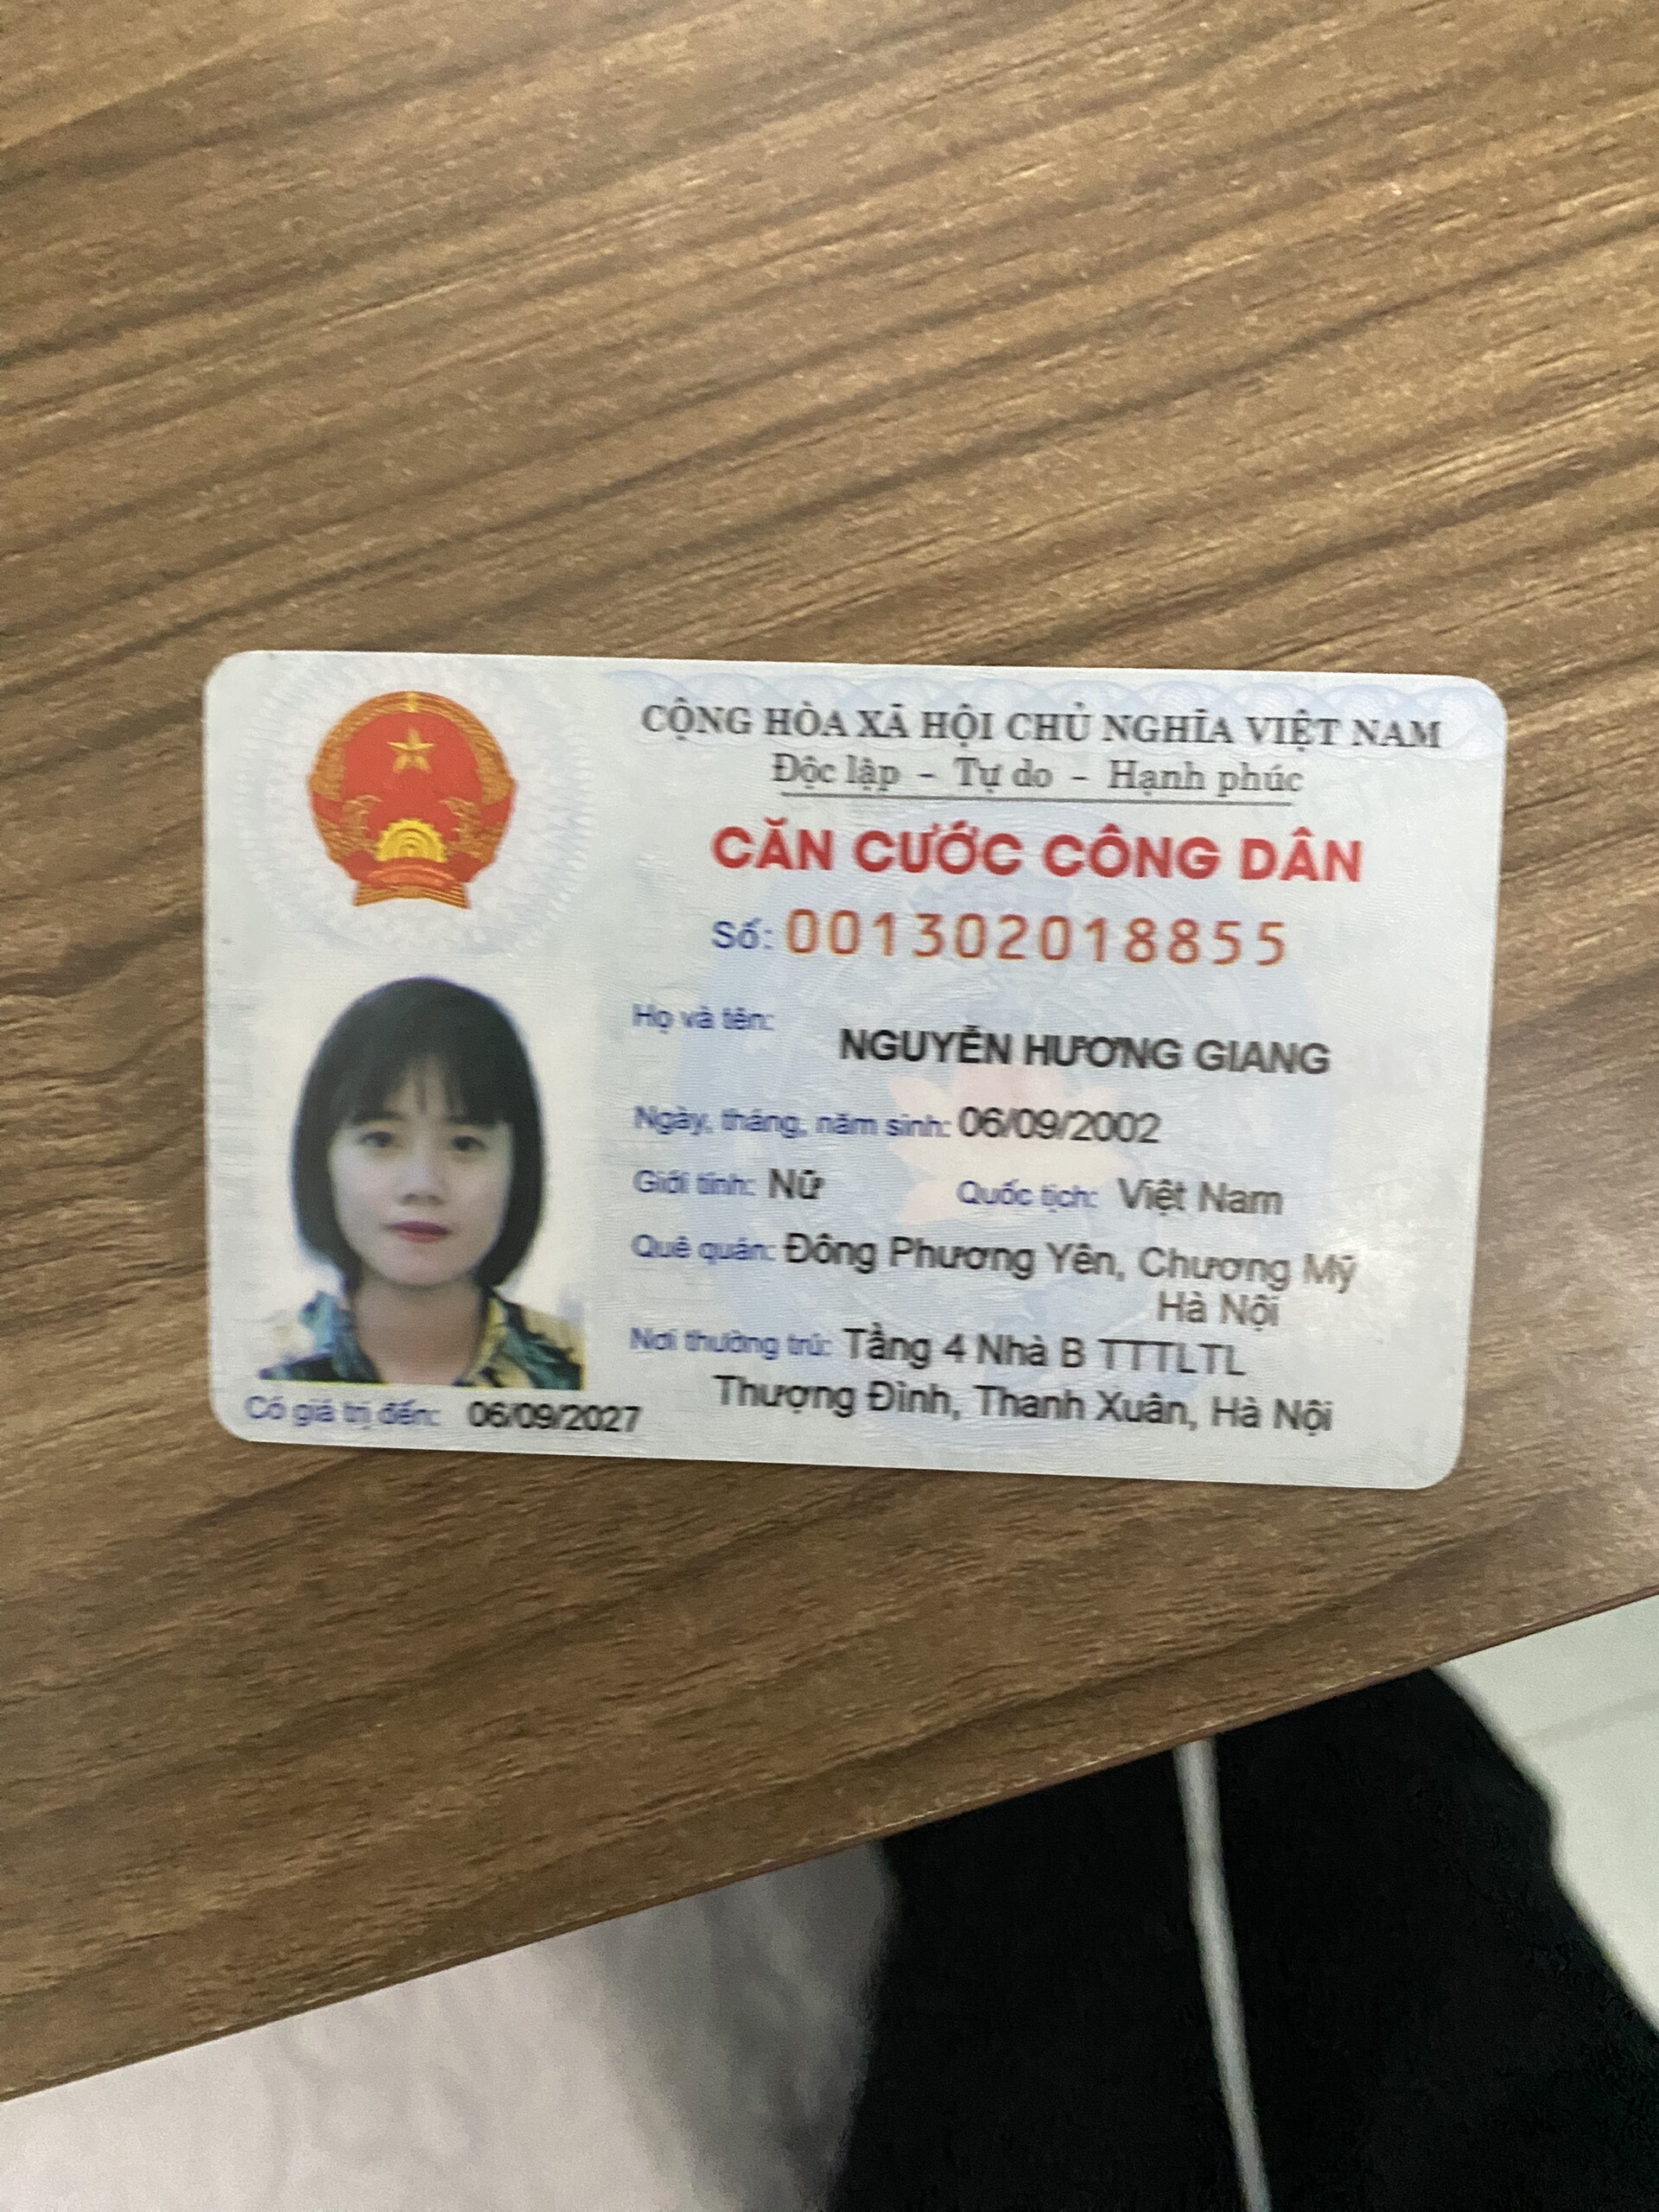 CỘNG HÒA XÃ HỘI CHỦ NGHĨA VIỆT NAM
Độc lập – Tự do – Hạnh phúc
CĂN CƯỚC CÔNG DÂN
Số: 001302018855
Họ và tên:
NGUYỄN HƯƠNG GIANG
Ngày, tháng, năm sinh: 06/09/2002
Giới tính: Nữ Quốc tịch: Việt Nam
Quê quán: Đông Phương Yên, Chương Mỹ
Hà Nội
Nơi thường trú: Tầng 4 Nhà B TTTLTL
Thượng Đình, Thanh Xuân, Hà Nội
Có giá trị đến: 06/09/2027